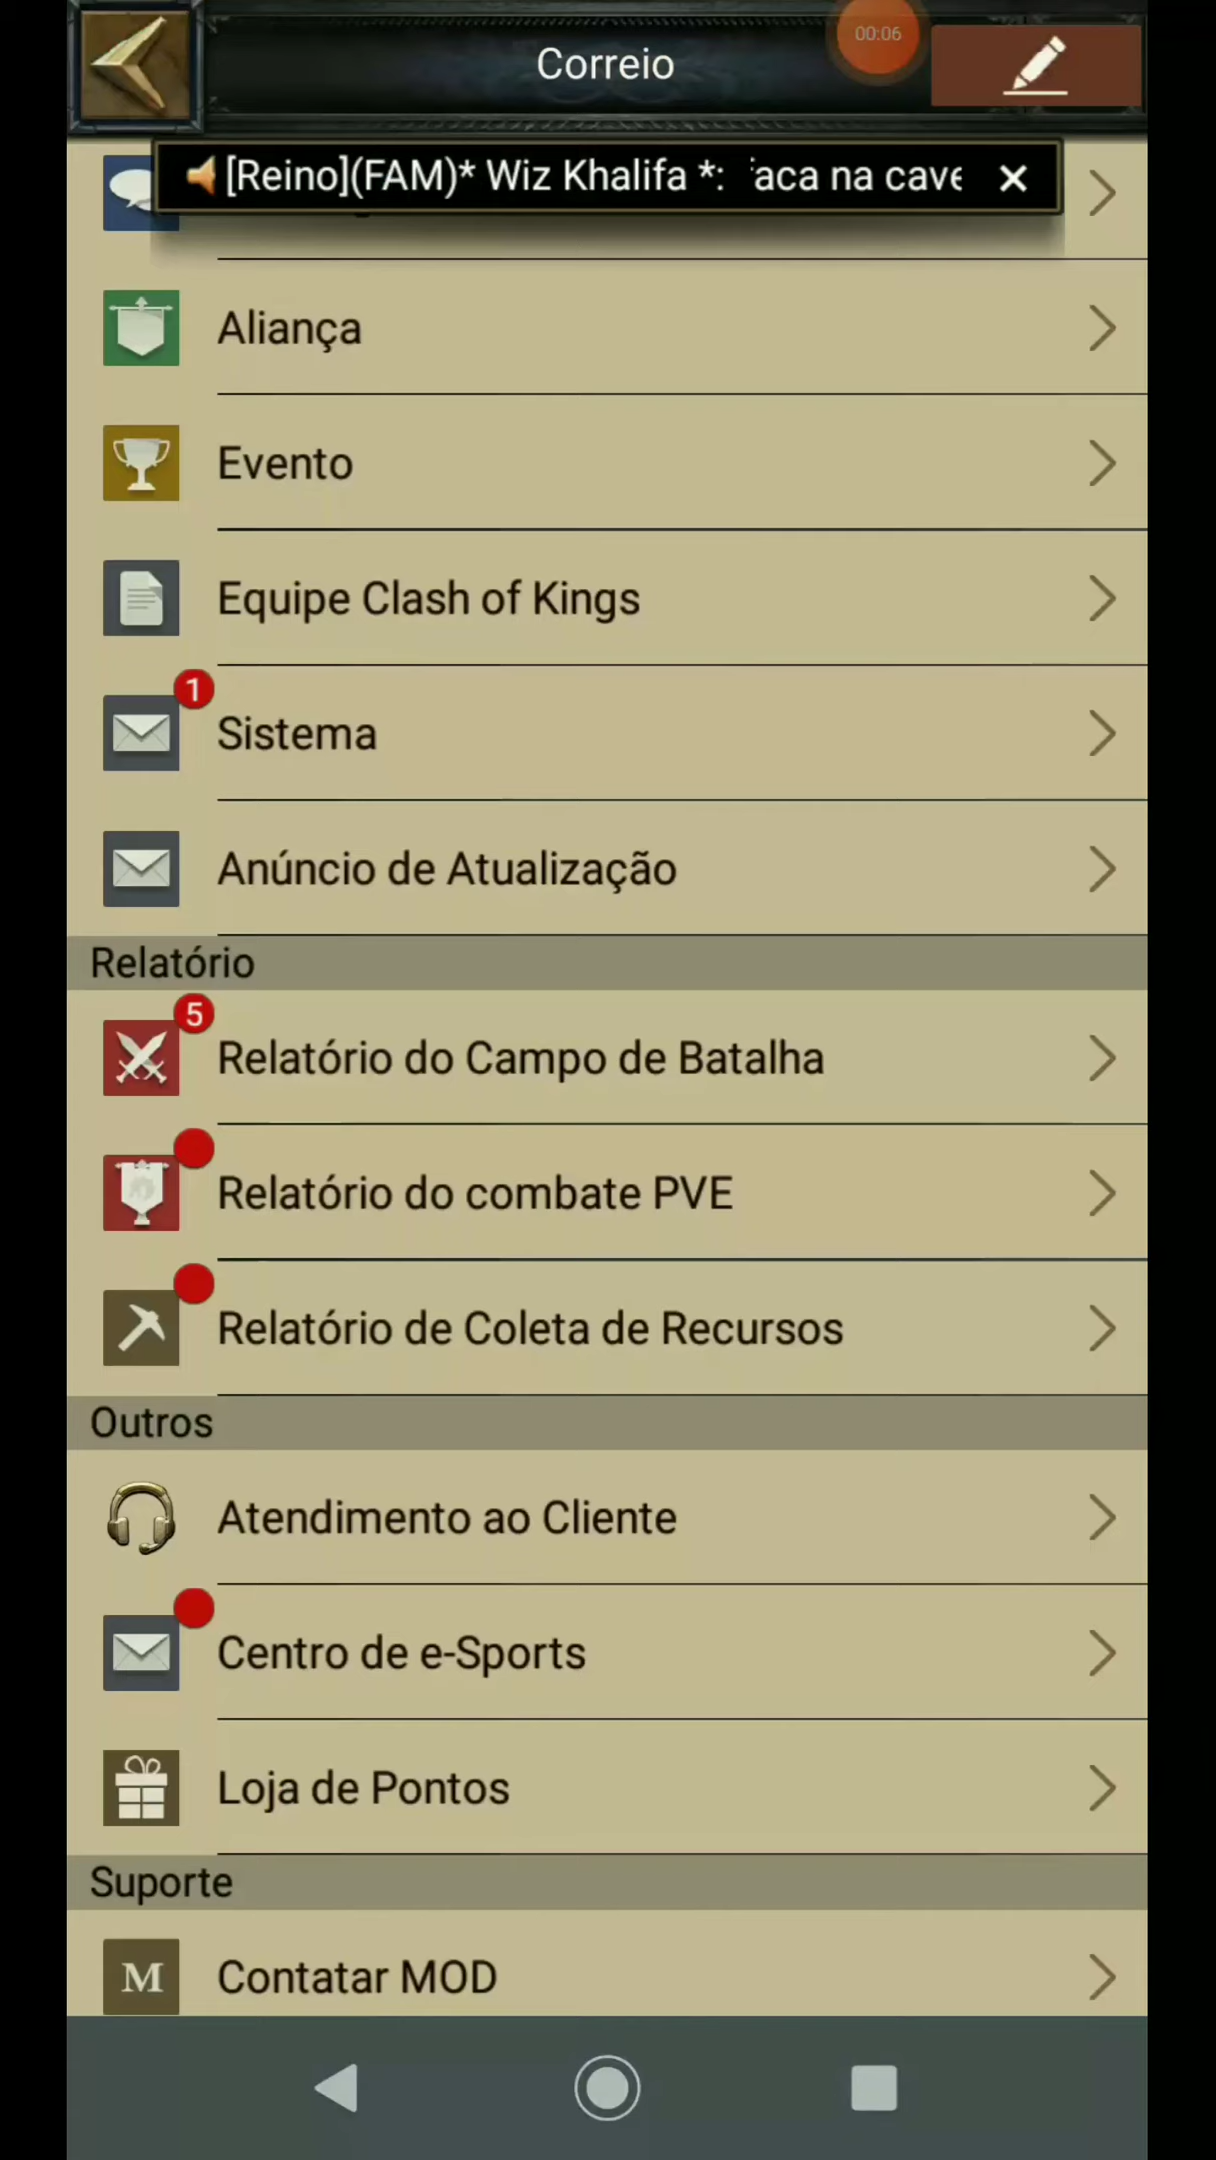 Correio
00:06
[Reino](FAM)* Wiz Khalifa *: aca na cave
Aliança
Evento
Equipe Clash of Kings
1
Sistema
Anúncio de Atualização
Relatório
5
Relatório do Campo de Batalha
Relatório do combate PVE
Relatório de Coleta de Recursos
Outros
Atendimento ao Cliente
Centro de e-Sports
Loja de Pontos
Suporte
M
Contatar MOD